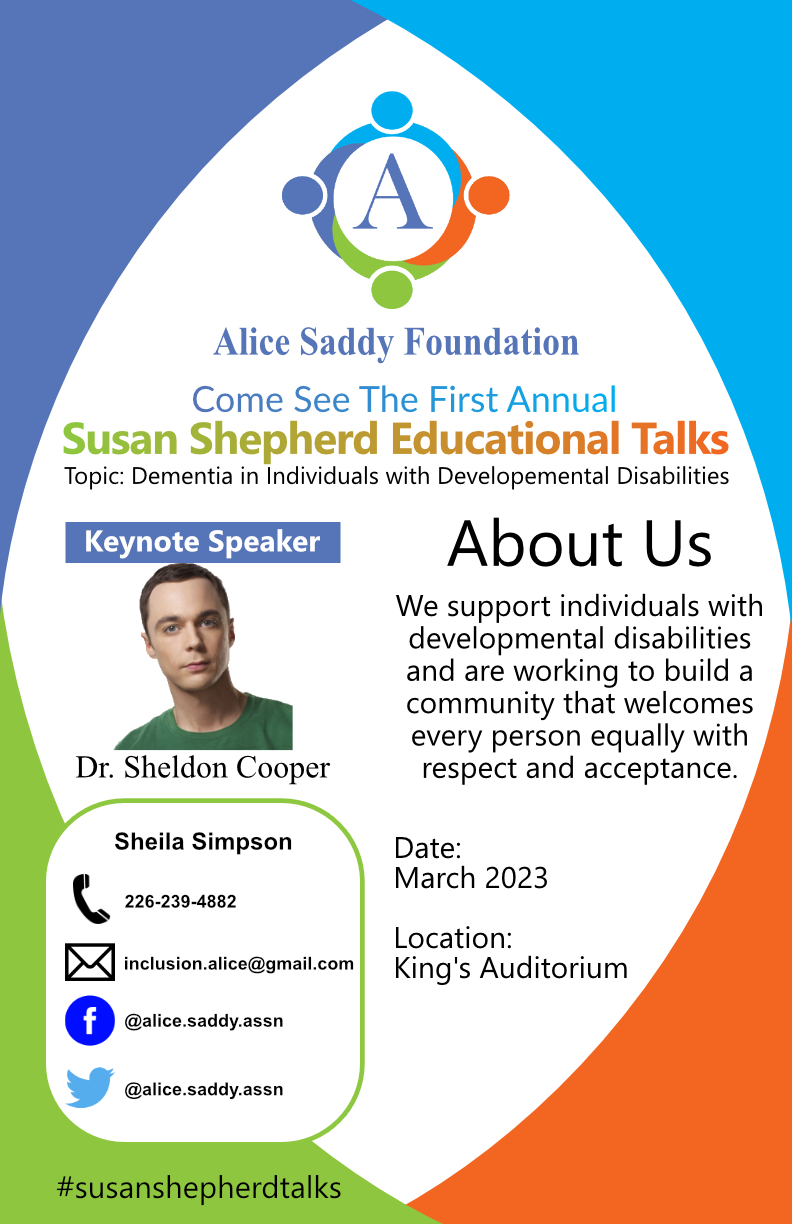 A
Alice Saddy Foundation
Come See The First Annual
Susan Shepherd Educational Talks
Topic: Dementia in Individuals with Developemental Disabilities
Keynote Speaker
Dr. Sheldon Cooper
About Us
We support individuals with
developmental disabilities
and are working to build a
community that welcomes
every person equally with
respect and acceptance.
Sheila Simpson
226-239-4882
inclusion.alice@gmail.com
f
@alice.saddy.assn
@alice.saddy.assn
Date:
March 2023
Location:
King's Auditorium
#susanshepherdtalks